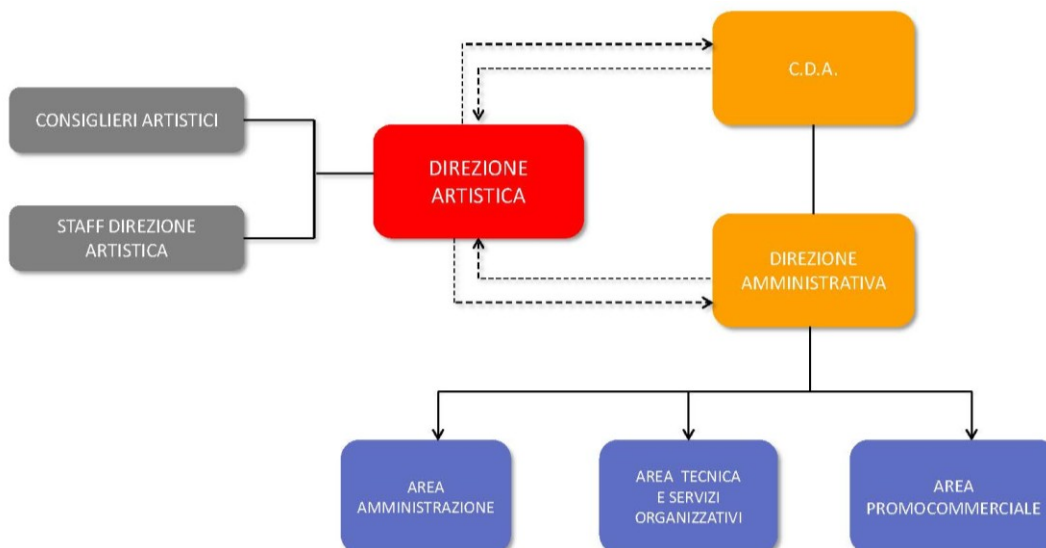 C.D.A.
CONSIGLIERI ARTISTICI
DIREZIONE
ARTISTICA
STAFF DIREZIONE
ARTISTICA
DIREZIONE
AMMINISTRATIVA
AREA
AMMINISTRAZIONE
AREA TECNICA
E SERVIZI
ORGANIZZATIVI
AREA
PROMOCOMMERCIALE